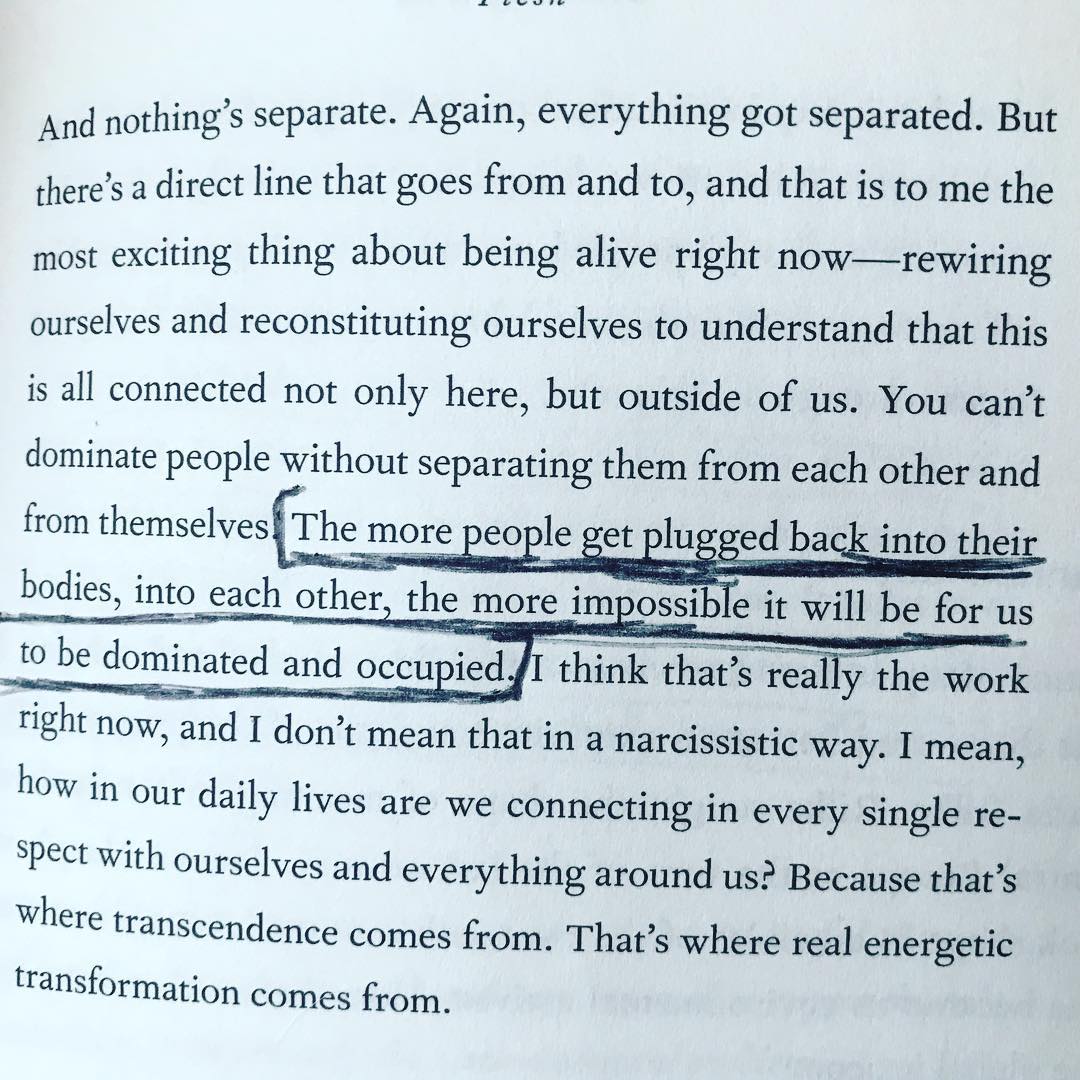 And nothing’s separate. Again, everything got separated. But
there’s a direct line that goes from and to, and that is to me the
most exciting thing about being alive right now—rewiring
ourselves and reconstituting ourselves to understand that this
is all connected not only here, but outside of us. You can’t
dominate people without separating them from each other and
from themselves. The more people get plugged back into their
bodies, into each other, the more impossible it will be for us
to be dominated and occupied. I think that’s really the work
right now, and I don’t mean that in a narcissistic way. I mean,
how in our daily lives are we connecting in every single re-
spect with ourselves and everything around us? Because that’s
where transcendence comes from. That’s where real energetic
transformation comes from.